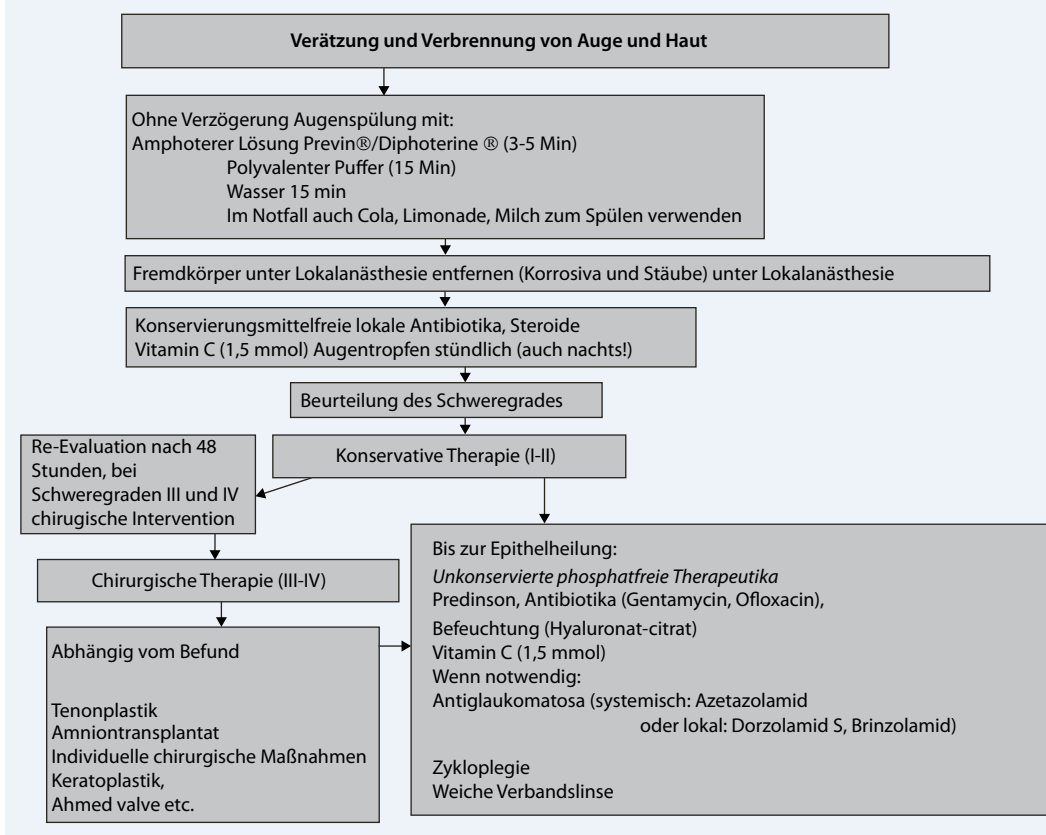 Verätzung und Verbrennung von Auge und Haut
Ohne Verzögerung Augenspülung mit:
Amphoterer Lösung Previn®/Diphoterine ® (3-5 Min)
Polyvalenter Puffer (15 Min)
Wasser 15 min
Im Notfall auch Cola, Limonade, Milch zum Spülen verwenden
Fremdkörper unter Lokalanästhesie entfernen (Korrosiva und Stäube) unter Lokalanästhesie
Konservierungsmittelfreie lokale Antibiotika, Steroide
Vitamin C (1,5 mmol) Augentropfen stündlich (auch nachts!)
Beurteilung des Schweregrades
Konservative Therapie (I-II)
Re-Evaluation nach 48
Stunden, bei
Schweregraden III und IV
chirugische Intervention
Chirurgische Therapie (III-IV)
Abhängig vom Befund
Tenonplastik
Amniontransplantat
Individuelle chirurgische Maßnahmen
Keratoplastik,
Ahmed valve etc.
Bis zur Epithelheilung:
Unkonservierte phosphatfreie Therapeutika
Predinson, Antibiotika (Gentamycin, Ofloxacin),
Befeuchtung (Hyaluronat-citrat)
Vitamin C (1,5 mmol)
Wenn notwendig:
Antiglaukomatosa (systemisch: Azetazolamid
oder lokal: Dorzolamid S, Brinzolamid)
Zykloplegie
Weiche Verbandslinse